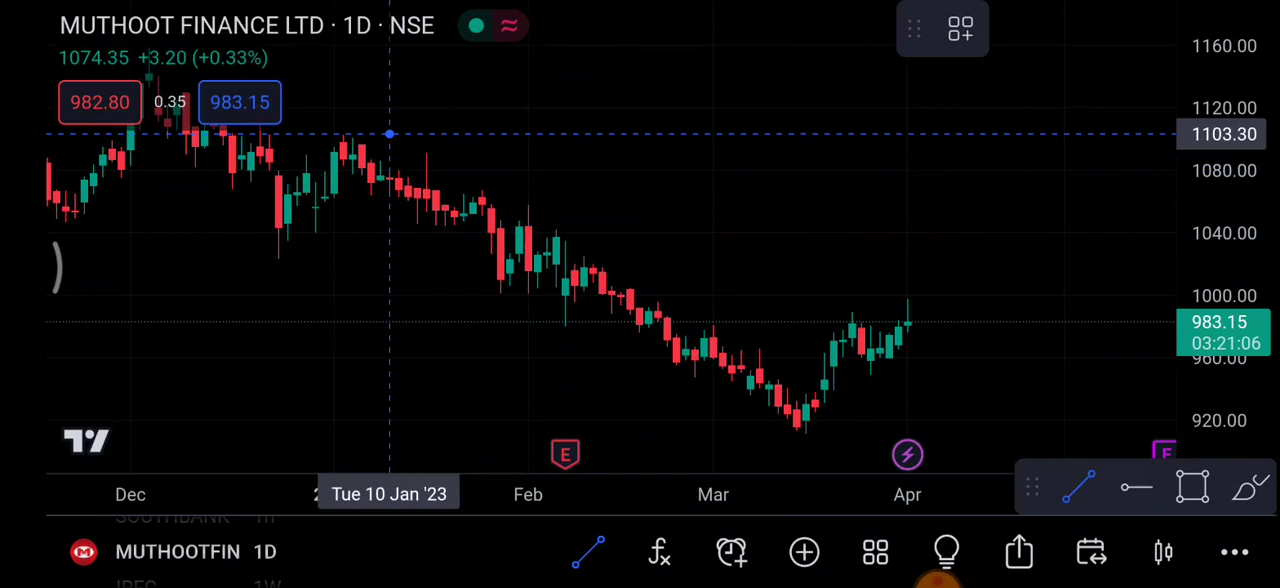 MUTHOOT FINANCE LTD · 1D · NSE
1074.35 +3.20 (+0.33%)
982.80 0.35 983.15
1160.00
1120.00
1103.30
1080.00
1040.00
1000.00
983.15
03:21:06
960.00
920.00
E
E
Dec
Tue 10 Jan '23
Feb
Mar
Apr
SOUTHBANK 1h
MUTHOOTFIN 1D